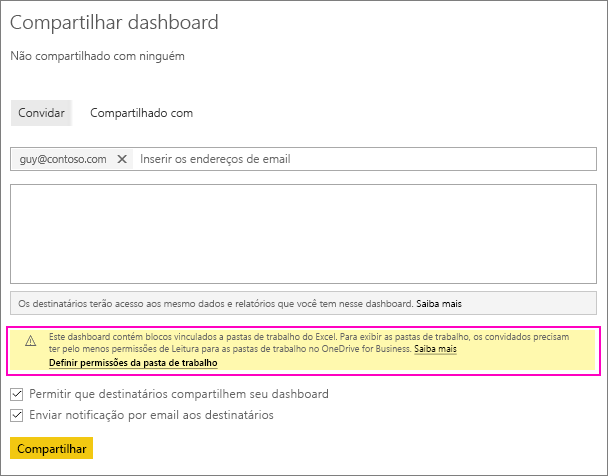 Compartilhar dashboard
Não compartilhado com ninguém
Convidar
Compartilhado com
guy@contoso.com
Inserir os endereços de email
Os destinatários terão acesso aos mesmo dados e relatórios que você tem nesse dashboard. Saiba mais
Este dashboard contém blocos vinculados a pastas de trabalho do Excel. Para exibir as pastas de trabalho, os convidados precisam
ter pelo menos permissões de Leitura para as pastas de trabalho no OneDrive for Business. Saiba mais
Definir permissões da pasta de trabalho
Permitir que destinatários compartilhem seu dashboard
Enviar notificação por email aos destinatários
Compartilhar